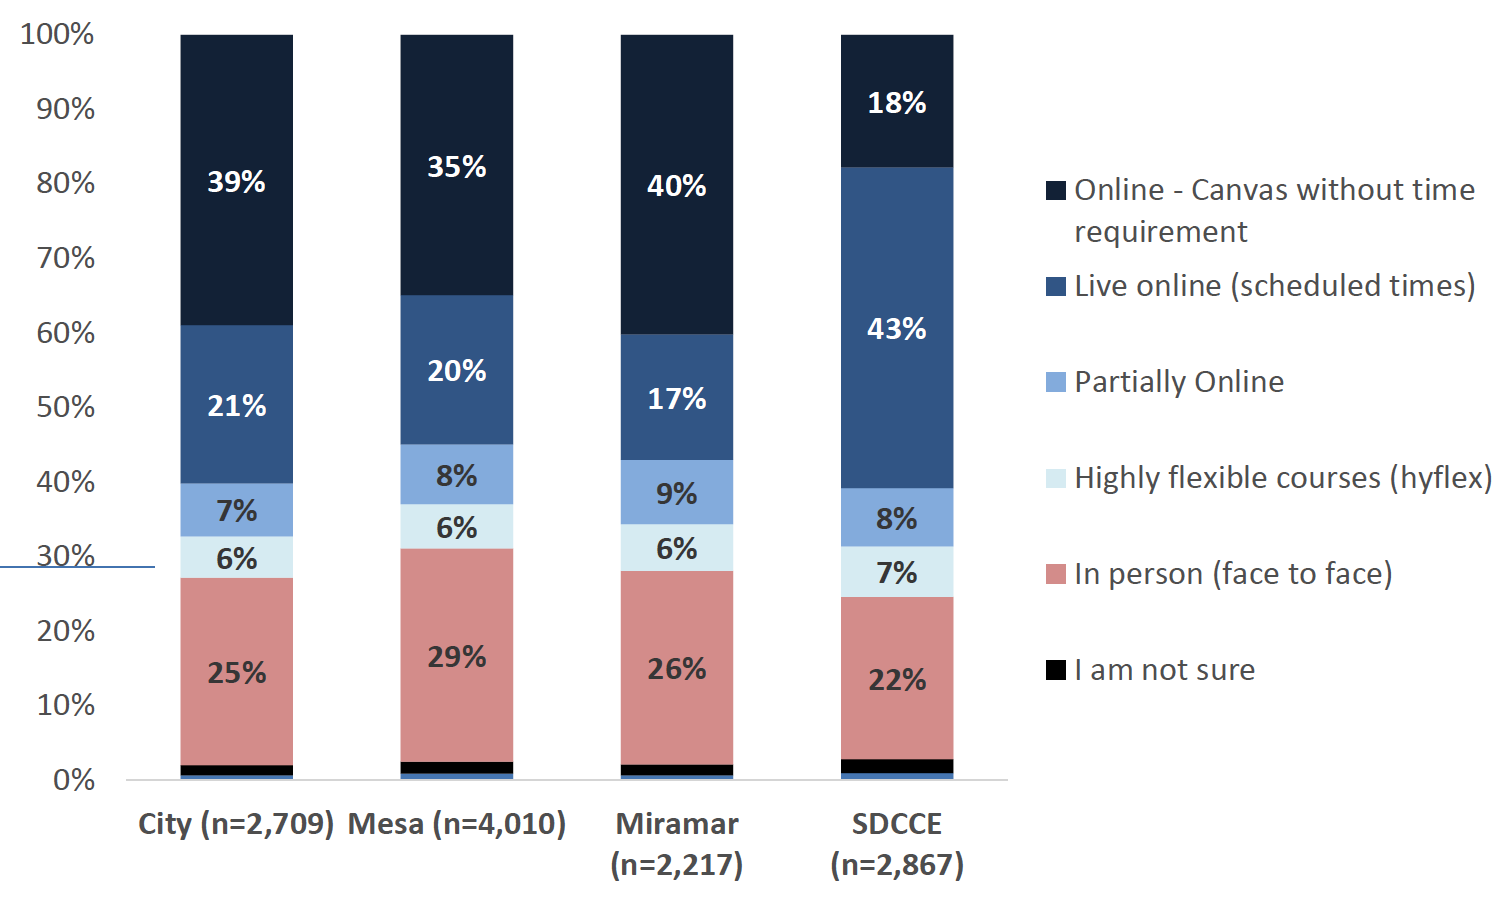 100%
90%
80%
70%
60%
50%
40%
30%
20%
10%
0%
39%
21%
7%
6%
25%
35%
20%
8%
6%
29%
40%
17%
9%
6%
26%
18%
43%
8%
7%
22%
City (n=2,709)
Mesa (n=4,010)
Miramar
(n=2,217)
SDCCE
(n=2,867)
Online - Canvas without time
requirement
Live online (scheduled times)
Partially Online
Highly flexible courses (hyflex)
In person (face to face)
I am not sure